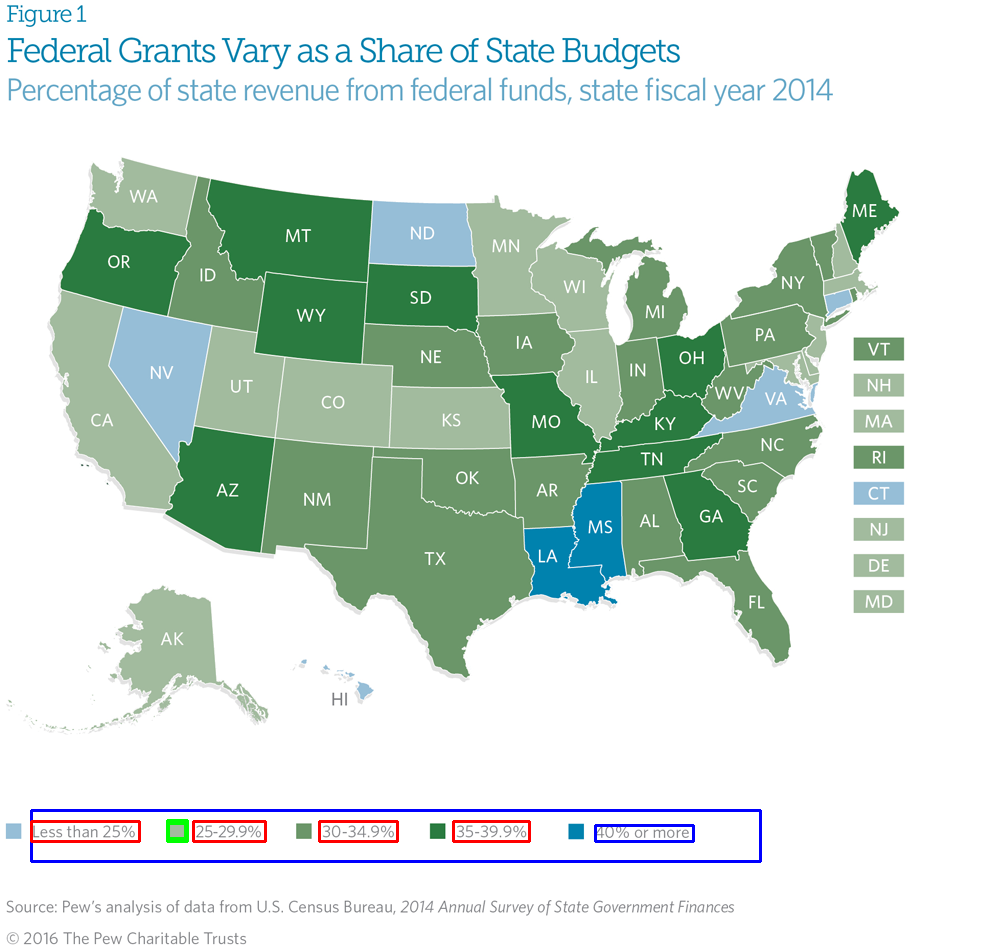 Figure 1
Federal Grants Vary as a Share of State Budgets
Percentage of state revenue from federal funds, state fiscal year 2014
WA
ME
MT
ND
MN
OR
ID
SD
WI
NY
WY
MI
IA
PA
VT
NE
OH
NV
UT
IL
IN
NH
WV
VA
CO
CA
KS
MO
KY
MA
NC
TN
RI
OK
AZ
NM
AR
SC
CT
MS
AL
GA
NJ
LA
TX
DE
FL
MD
AK
HI
Less than 25% 25-29.9% 30-34.9% 35-39.9% 40% or more
Source: Pew’s analysis of data from U.S. Census Bureau, 2014 Annual Survey of State Government Finances
© 2016 The Pew Charitable Trusts